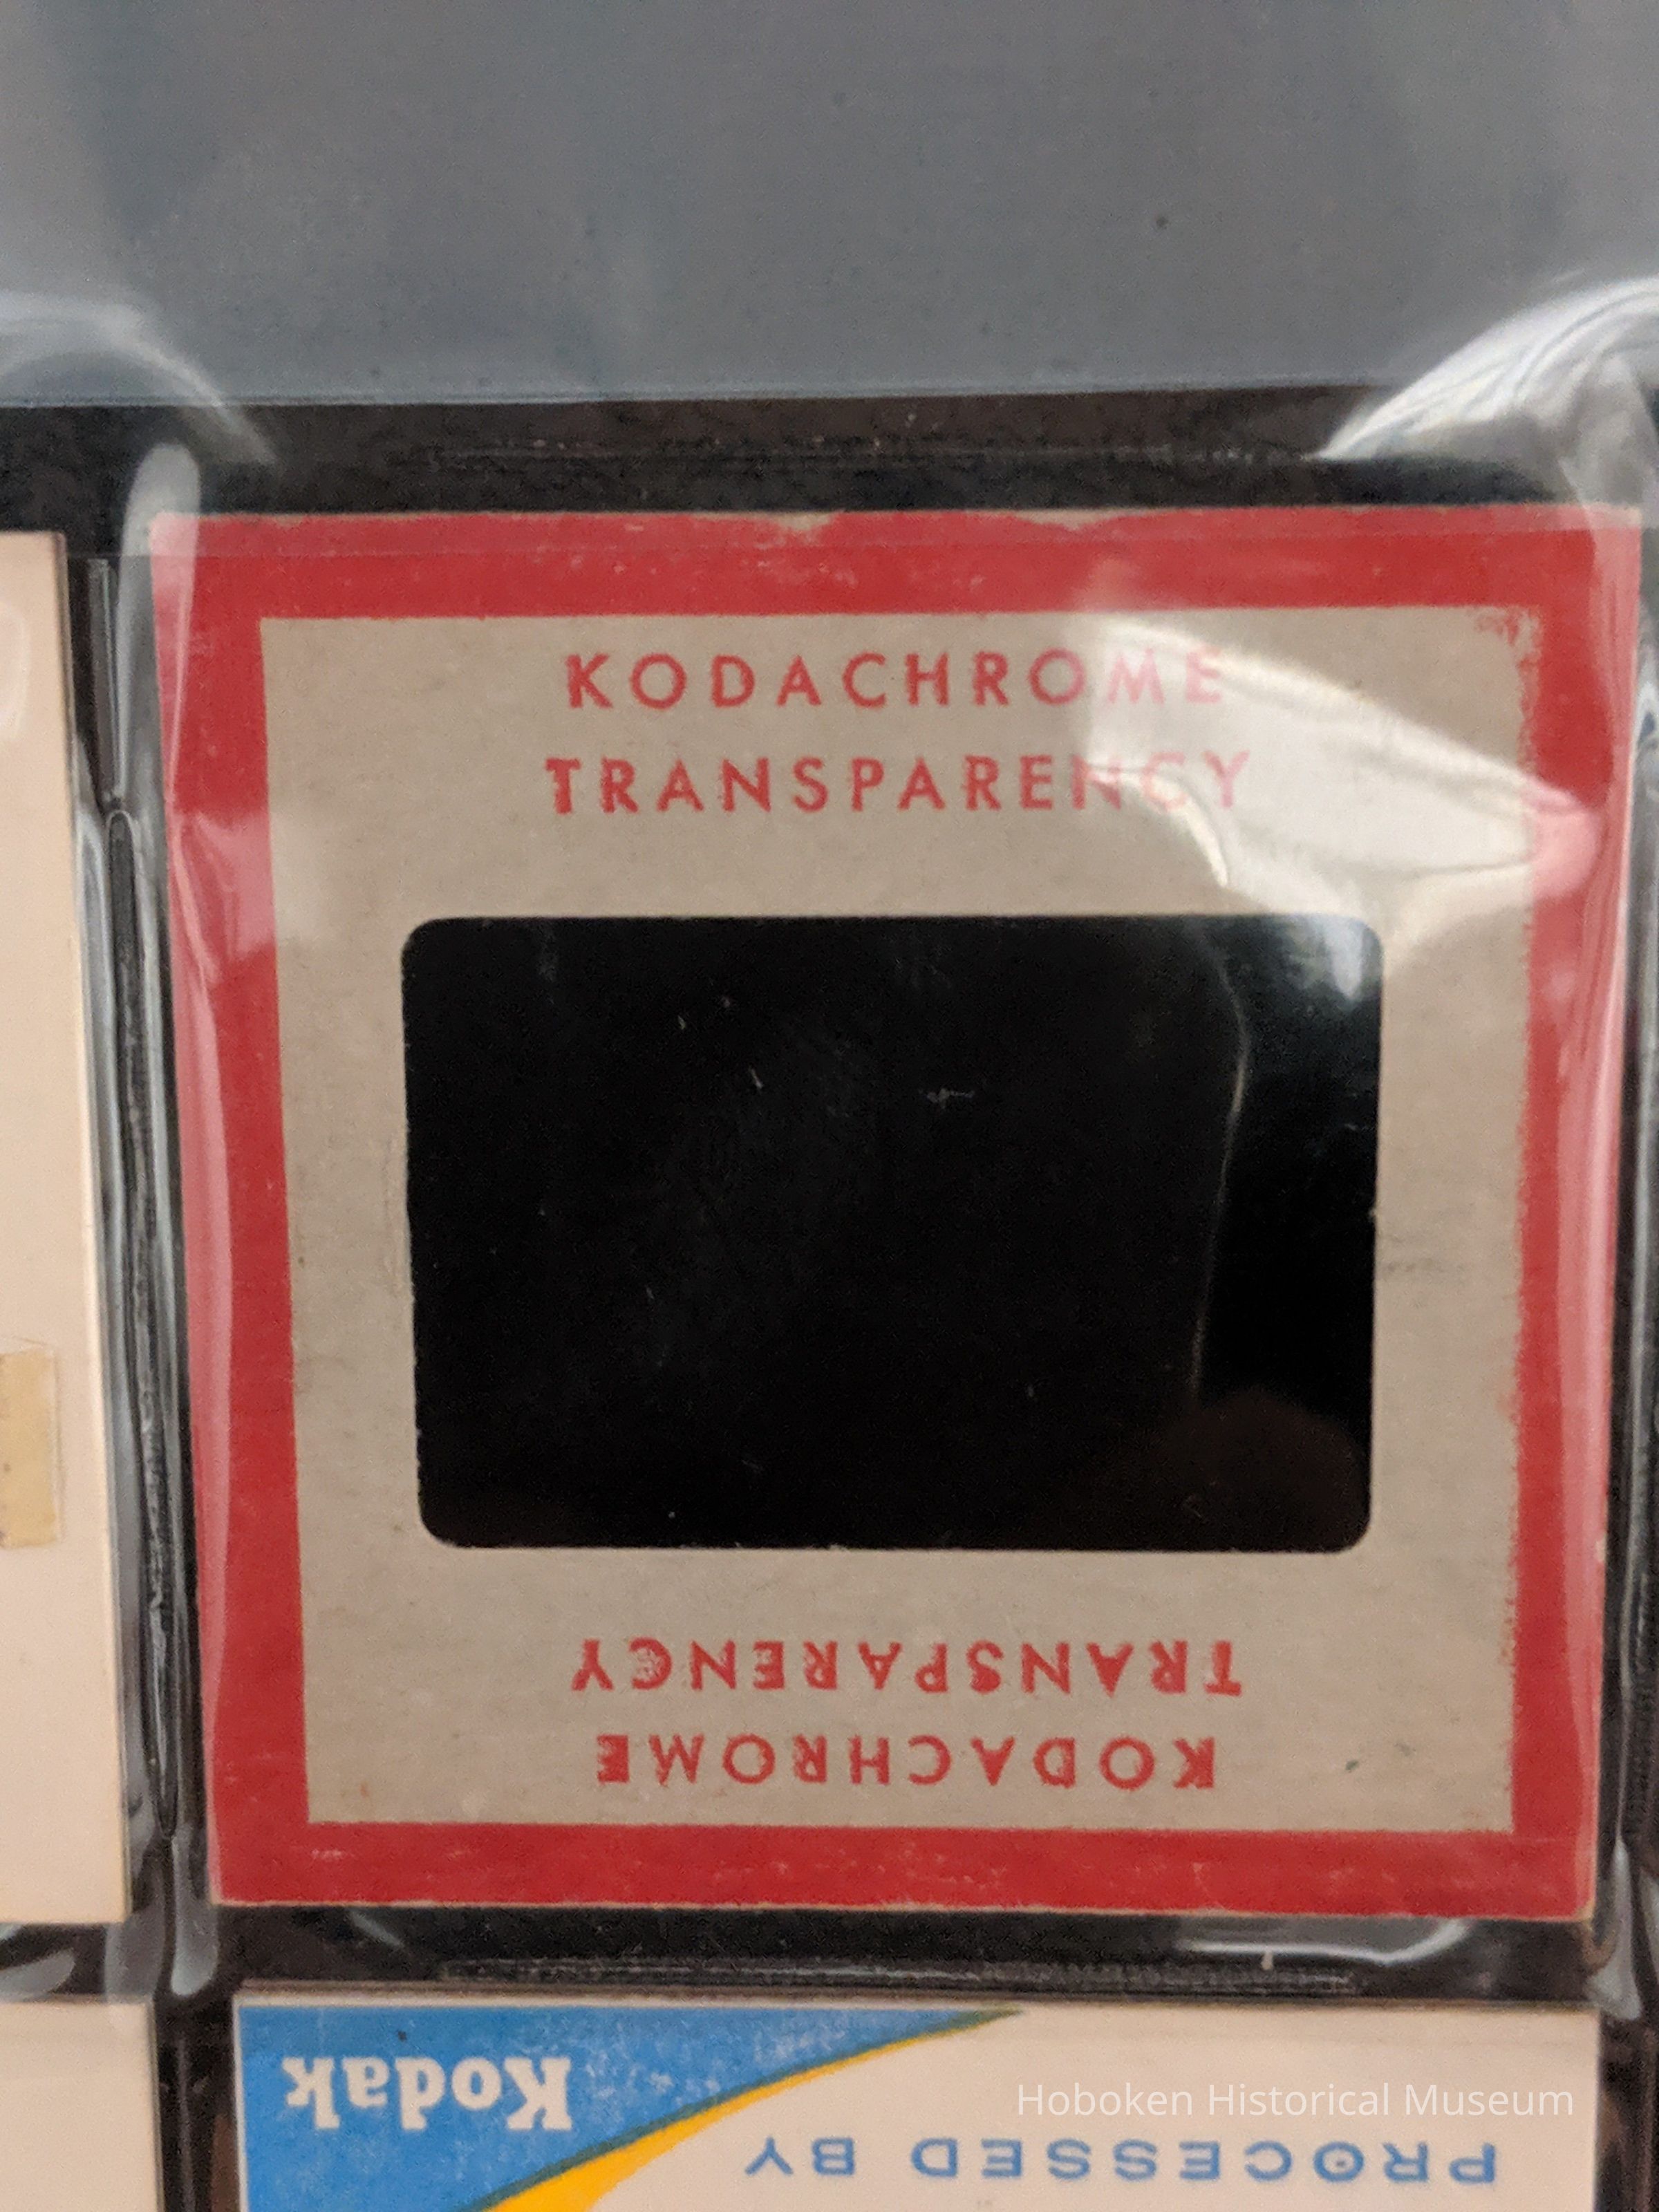 KODACHROME
TRANSPARENCY
TRANSPARENCY
KODACHROME
Kodak
PROCESSED BY
Hoboken Historical Museum